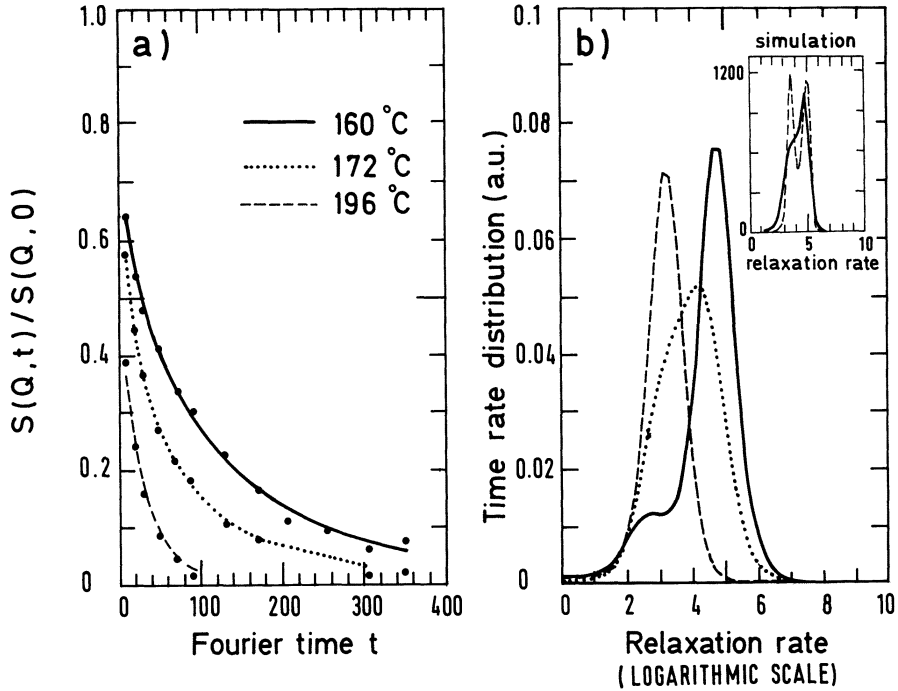 a)
1.0
0.8
0.6
0.4
0.2
0
S(Q,t)/S(Q,0)
160 °C
172 °C
196 °C
0 100 200 300 400
Fourier time t
b)
0.1
0.08
0.06
0.04
0.02
0
Time rate distribution (a.u.)
simulation
1200
0
0 5 10
relaxation rate
0 2 4 6 8 10
Relaxation rate
(LOGARITHMIC SCALE)